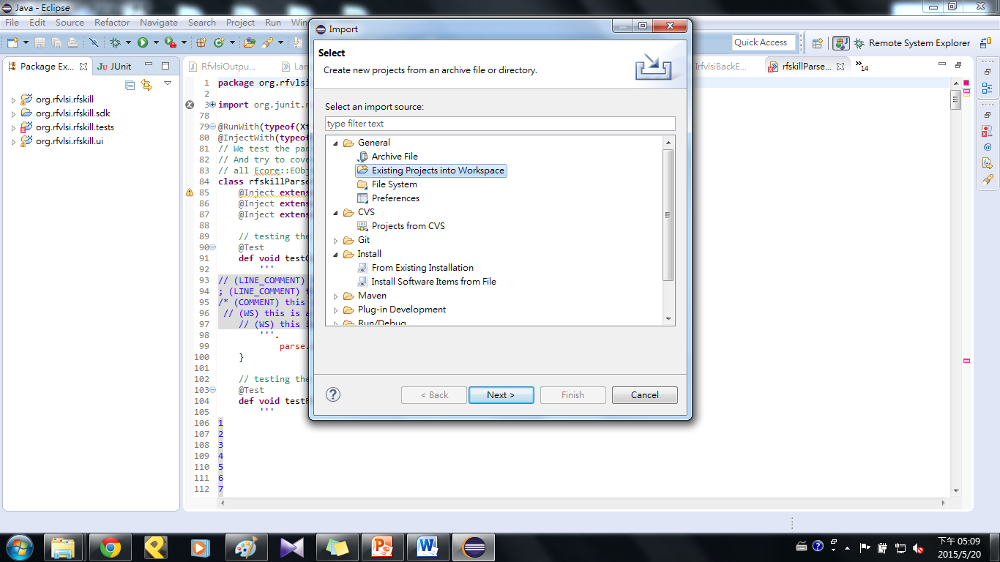 Java - Eclipse
File Edit Source Refactor Navigate Search Project Run Win
Quick Access
Remote System Explorer
Package Ex...
JUnit
org.rfvlsi.rfskill
org.rfvlsi.rfskill.sdk
org.rfvlsi.rfskill.tests
org.rfvlsi.rfskill.ui
RfvlsiOutpu...
Lan
IrfvlsiBackE...
rfskillParse...
14
1 package org.rfvlsi
2
3 import org.junit.r
78
79 @RunWith(typeof(Xt
80 @InjectWith(typeof
81 // We test the par
82 // And try to cove
83 // all Ecore::EObj
84 class rfskillParse
85 @Inject extens
86 @Inject extens
87 @Inject extens
88
89 // testing the
90 @Test
91 def void testC
92 '''
93 // (LINE_COMMENT)
94 ; (LINE_COMMENT) t
95 /* (COMMENT) this
96 // (WS) this is a
97 // (WS) this i
98 '''.
99 parse.
100 }
101
102 // testing the
103 @Test
104 def void testF
105 '''
106 1
107 2
108 3
109 4
110 5
111 6
112 7
Import
Select
Create new projects from an archive file or directory.
Select an import source:
type filter text
General
Archive File
Existing Projects into Workspace
File System
Preferences
CVS
Projects from CVS
Git
Install
From Existing Installation
Install Software Items from File
Maven
Plug-in Development
Run/Debug
< Back
Next >
Finish
Cancel
下午 05:09
2015/5/20